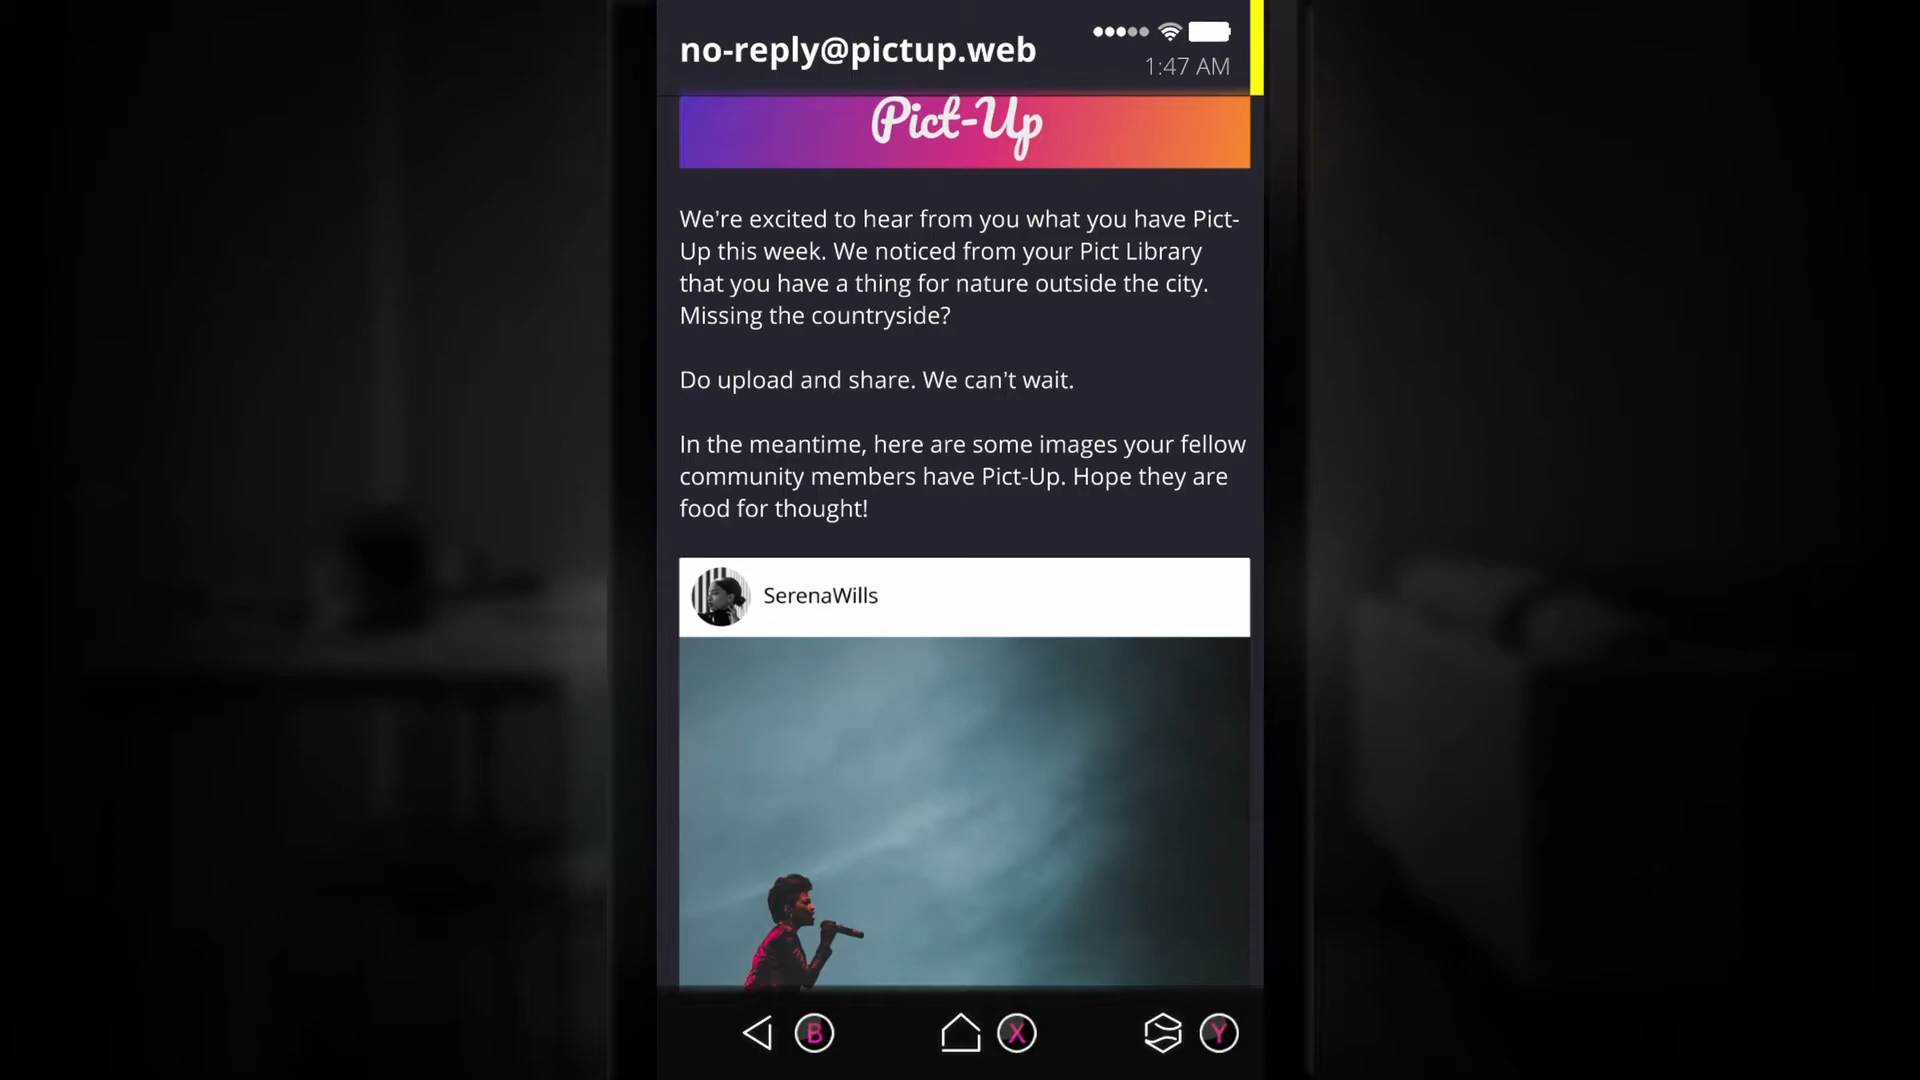 no-reply@pictup.web
1:47 AM
Pict-Up
We're excited to hear from you what you have Pict-
Up this week. We noticed from your Pict Library
that you have a thing for nature outside the city.
Missing the countryside?
Do upload and share. We can't wait.
In the meantime, here are some images your fellow
community members have Pict-Up. Hope they are
food for thought!
SerenaWills
B
X
Y